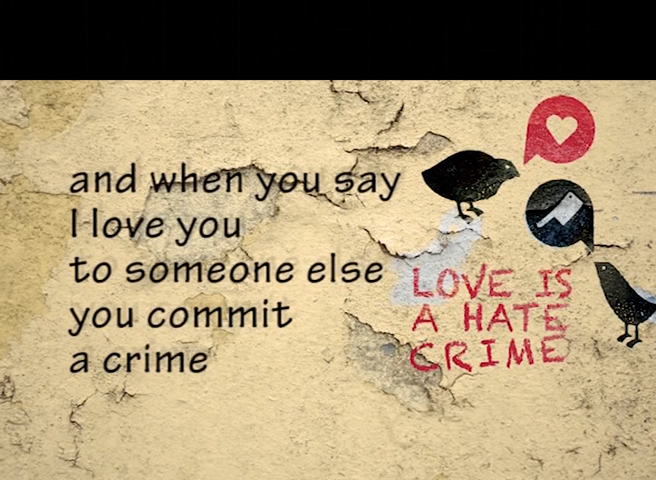 and when you say
I love you
to someone else
you commit
a crime
LOVE IS
A HATE
CRIME